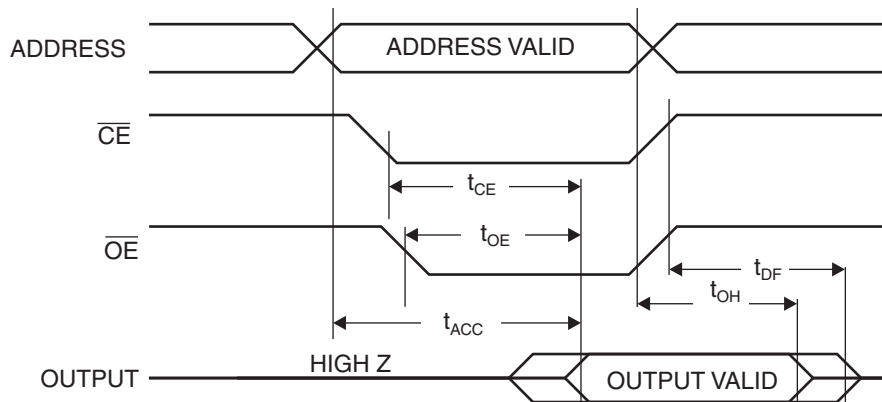 ADDRESS
ADDRESS VALID
CE
tCE
OE
tOE
tDF
tOH
tACC
HIGH Z
OUTPUT
OUTPUT VALID